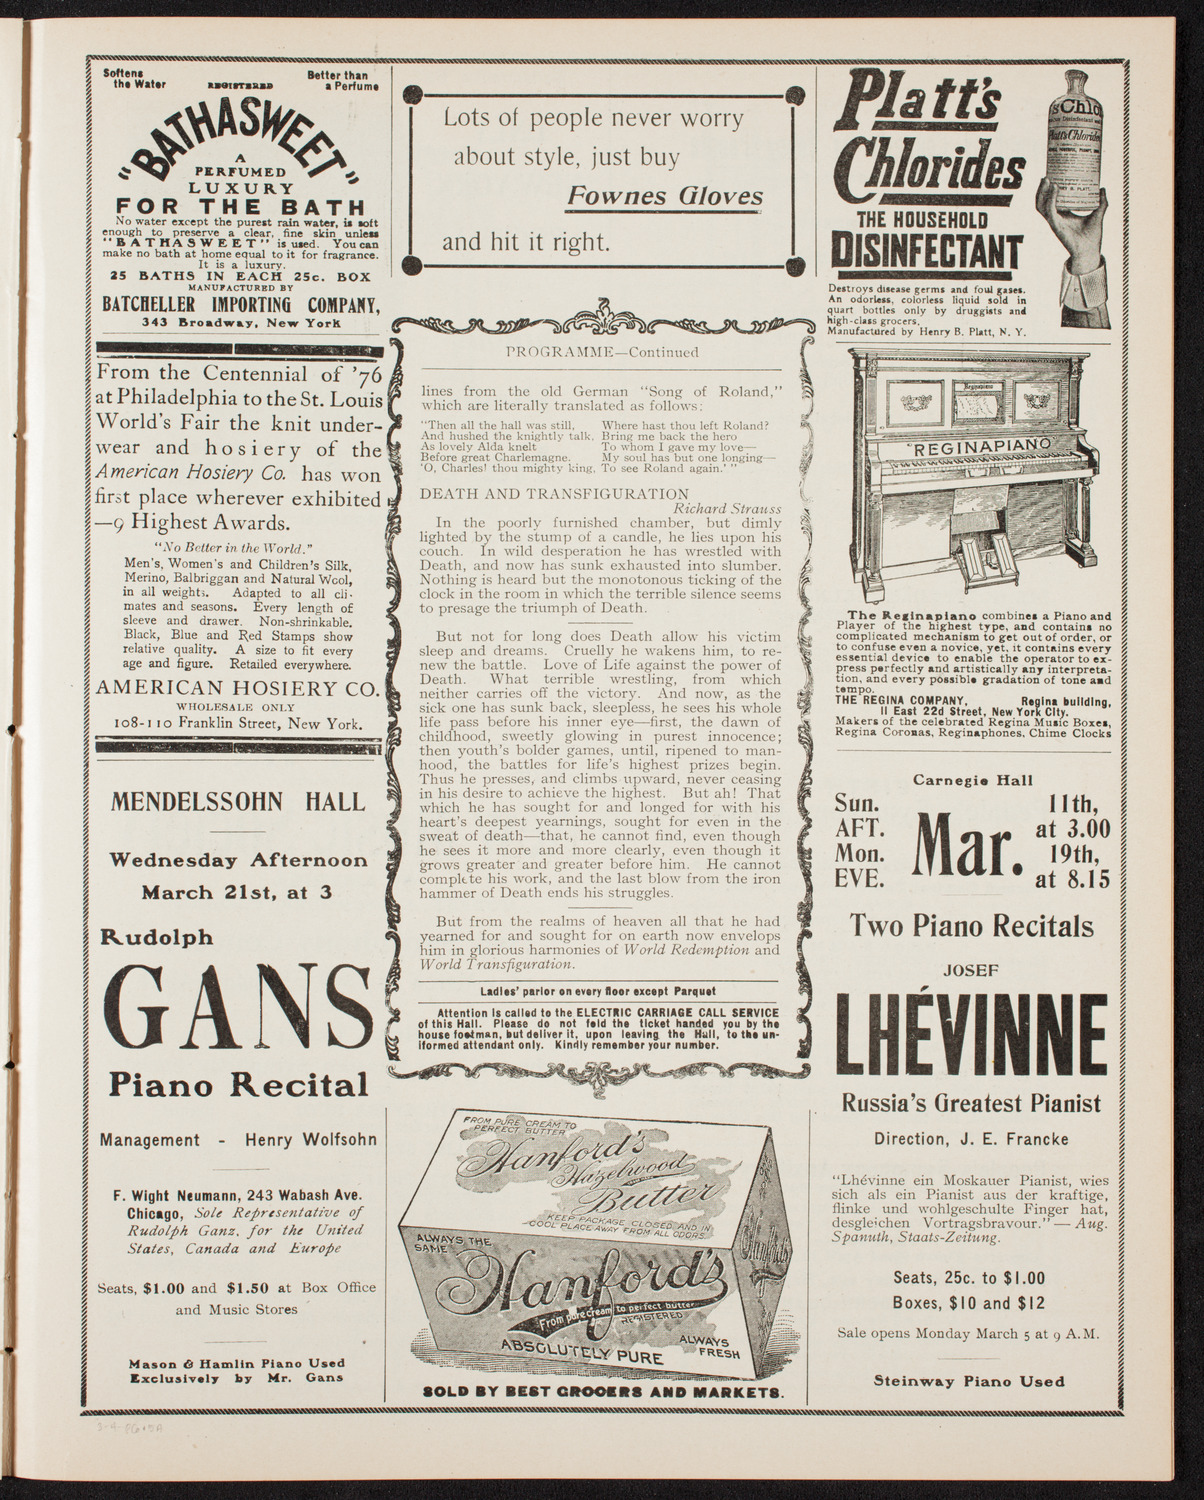 Softens
the Water
REGISTERED
Better than
a Perfume
"BATHASWEET"
A
PERFUMED
LUXURY
FOR THE BATH
No water except the purest rain water, is soft
enough to preserve a clear, fine skin unless
"BATHASWEET" is used. You can
make no bath at home equal to it for fragrance.
It is a luxury.
25 BATHS IN EACH 25c. BOX
MANUFACTURED BY
BATCHELLER IMPORTING COMPANY,
343 Broadway, New York
From the Centennial of '76
at Philadelphia to the St. Louis
World's Fair the knit under-
wear and hosiery of the
American Hosiery Co. has won
first place wherever exhibited
—9 Highest Awards.
"No Better in the World."
Men's, Women's and Children's Silk,
Merino, Balbriggan and Natural Wool,
in all weights. Adapted to all cli-
mates and seasons. Every length of
sleeve and drawer. Non-shrinkable.
Black, Blue and Red Stamps show
relative quality. A size to fit every
age and figure. Retailed everywhere.
AMERICAN HOSIERY CO.
WHOLESALE ONLY
108-110 Franklin Street, New York.
MENDELSSOHN HALL
Wednesday Afternoon
March 21st, at 3
Rudolph
GANS
Piano Recital
Management - Henry Wolfsohn
F. Wight Neumann, 243 Wabash Ave.
Chicago, Sole Representative of
Rudolph Ganz, for the United
States, Canada and Europe
Seats, $1.00 and $1.50 at Box Office
and Music Stores
Mason & Hamlin Piano Used
Exclusively by Mr. Gans
Lots of people never worry
about style, just buy
Fownes Gloves
and hit it right.
PROGRAMME—Continued
lines from the old German "Song of Roland,"
which are literally translated as follows:
"Then all the hall was still,
And hushed the knightly talk,
As lovely Alda knelt
Before great Charlemagne.
'O, Charles! thou mighty king,
Where hast thou left Roland?
Bring me back the hero
To whom I gave my love—
My soul has but one longing—
To see Roland again.' "
DEATH AND TRANSFIGURATION
Richard Strauss
In the poorly furnished chamber, but dimly
lighted by the stump of a candle, he lies upon his
couch. In wild desperation he has wrestled with
Death, and now has sunk exhausted into slumber.
Nothing is heard but the monotonous ticking of the
clock in the room in which the terrible silence seems
to presage the triumph of Death.
But not for long does Death allow his victim
sleep and dreams. Cruelly he wakens him, to re-
new the battle. Love of Life against the power of
Death. What terrible wrestling, from which
neither carries off the victory. And now, as the
sick one has sunk back, sleepless, he sees his whole
life pass before his inner eye—first, the dawn of
childhood, sweetly glowing in purest innocence;
then youth's bolder games, until, ripened to man-
hood, the battles for life's highest prizes begin.
Thus he presses, and climbs upward, never ceasing
in his desire to achieve the highest. But ah! That
which he has sought for and longed for with his
heart's deepest yearnings, sought for even in the
sweat of death—that, he cannot find, even though
he sees it more and more clearly, even though it
grows greater and greater before him. He cannot
complete his work, and the last blow from the iron
hammer of Death ends his struggles.
But from the realms of heaven all that he had
yearned for and sought for on earth now envelops
him in glorious harmonies of World Redemption and
World Transfiguration.
Ladies' parlor on every floor except Parquet
Attention is called to the ELECTRIC CARRIAGE CALL SERVICE
of this Hall. Please do not fold the ticket handed you by the
house footman, but deliver it, upon leaving the Hall, to the un-
iformed attendant only. Kindly remember your number.
FROM PURE CREAM TO
PERFECT BUTTER
Hanford's
Hazelwood
Butter
KEEP PACKAGE CLOSED AND IN
COOL PLACE AWAY FROM ALL ODORS
ALWAYS THE
SAME
Hanford's
From pure cream to perfect butter
REGISTERED
ABSOLUTELY PURE
ALWAYS
FRESH
SOLD BY BEST GROCERS AND MARKETS.
Platt's
Chlorides
THE HOUSEHOLD
DISINFECTANT
Destroys disease germs and foul gases.
An odorless, colorless liquid sold in
quart bottles only by druggists and
high-class grocers.
Manufactured by Henry B. Platt, N. Y.
Reginapiano
REGINAPIANO
The Reginapiano combines a Piano and
Player of the highest type, and contains no
complicated mechanism to get out of order, or
to confuse even a novice, yet, it contains every
essential device to enable the operator to ex-
press perfectly and artistically any interpreta-
tion, and every possible gradation of tone and
tempo.
THE REGINA COMPANY, Regina building,
11 East 22d Street, New York City.
Makers of the celebrated Regina Music Boxes,
Regina Coronas, Reginaphones, Chime Clocks
Carnegie Hall
Sun. 11th,
AFT. at 3.00
Mar.
Mon. 19th,
EVE. at 8.15
Two Piano Recitals
JOSEF
LHÉVINNE
Russia's Greatest Pianist
Direction, J. E. Francke
"Lhévinne ein Moskauer Pianist, wies
sich als ein Pianist aus der kraftige,
flinke und wohlgeschulte Finger hat,
desgleichen Vortragsbravour."—Aug.
Spanuth, Staats-Zeitung.
Seats, 25c. to $1.00
Boxes, $10 and $12
Sale opens Monday March 5 at 9 A.M.
Steinway Piano Used